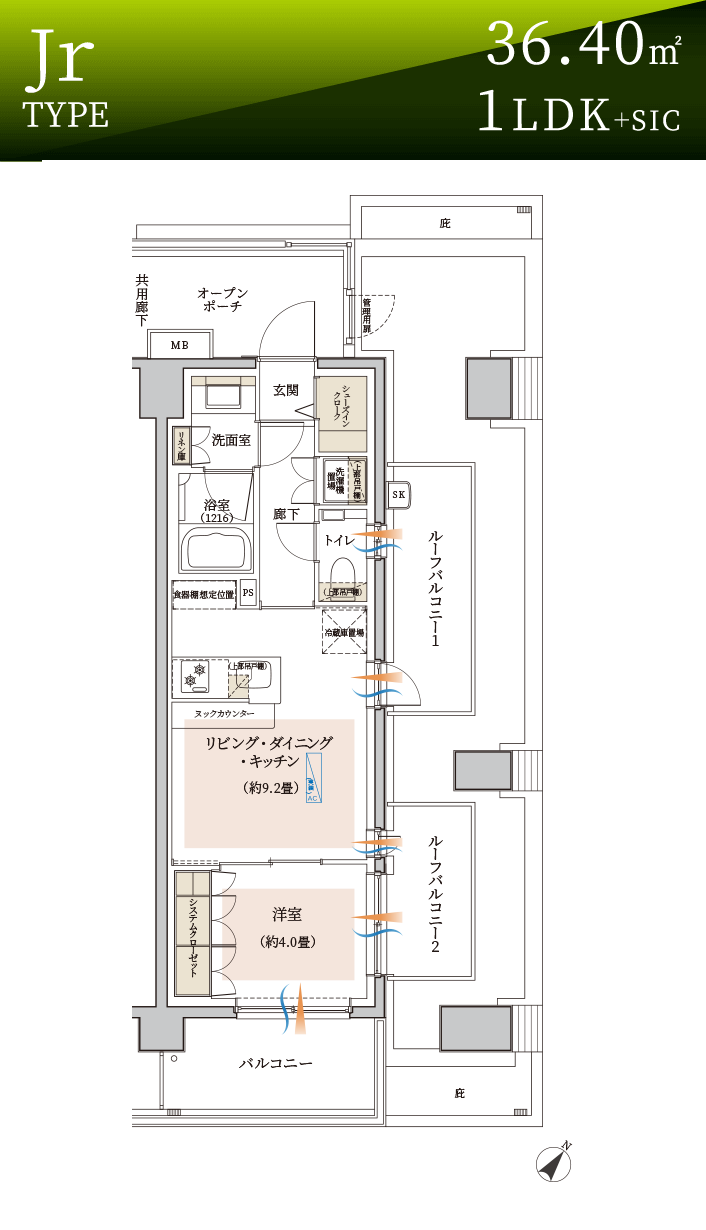 Jr
TYPE
36.40㎡
1LDK+SIC
庇
共用廊下
オープン
ポーチ
管理用扉
MB
玄関
シューズイン
クローク
リネン庫
洗面室
洗濯機
置場
(上部吊戸棚)
SK
浴室
(1216)
廊下
トイレ
ルーフバルコニー1
食器棚想定位置
PS
(上部吊戸棚)
冷蔵庫置場
(上部吊戸棚)
ヌックカウンター
リビング・ダイニング
・キッチン
(約9.2畳)
AC
ルーフバルコニー2
システムクローゼット
洋室
(約4.0畳)
バルコニー
庇
N